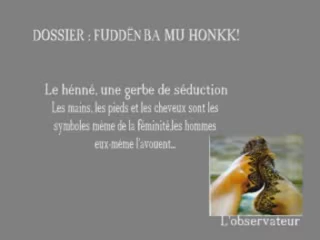 DOSSIER : FUDDËN BA MU HONKK!
Le hénné, une gerbe de séduction
Les mains, les pieds et les cheveux sont les
symboles même de la féminité,les hommes
eux-même l'avouent...
L'observateur